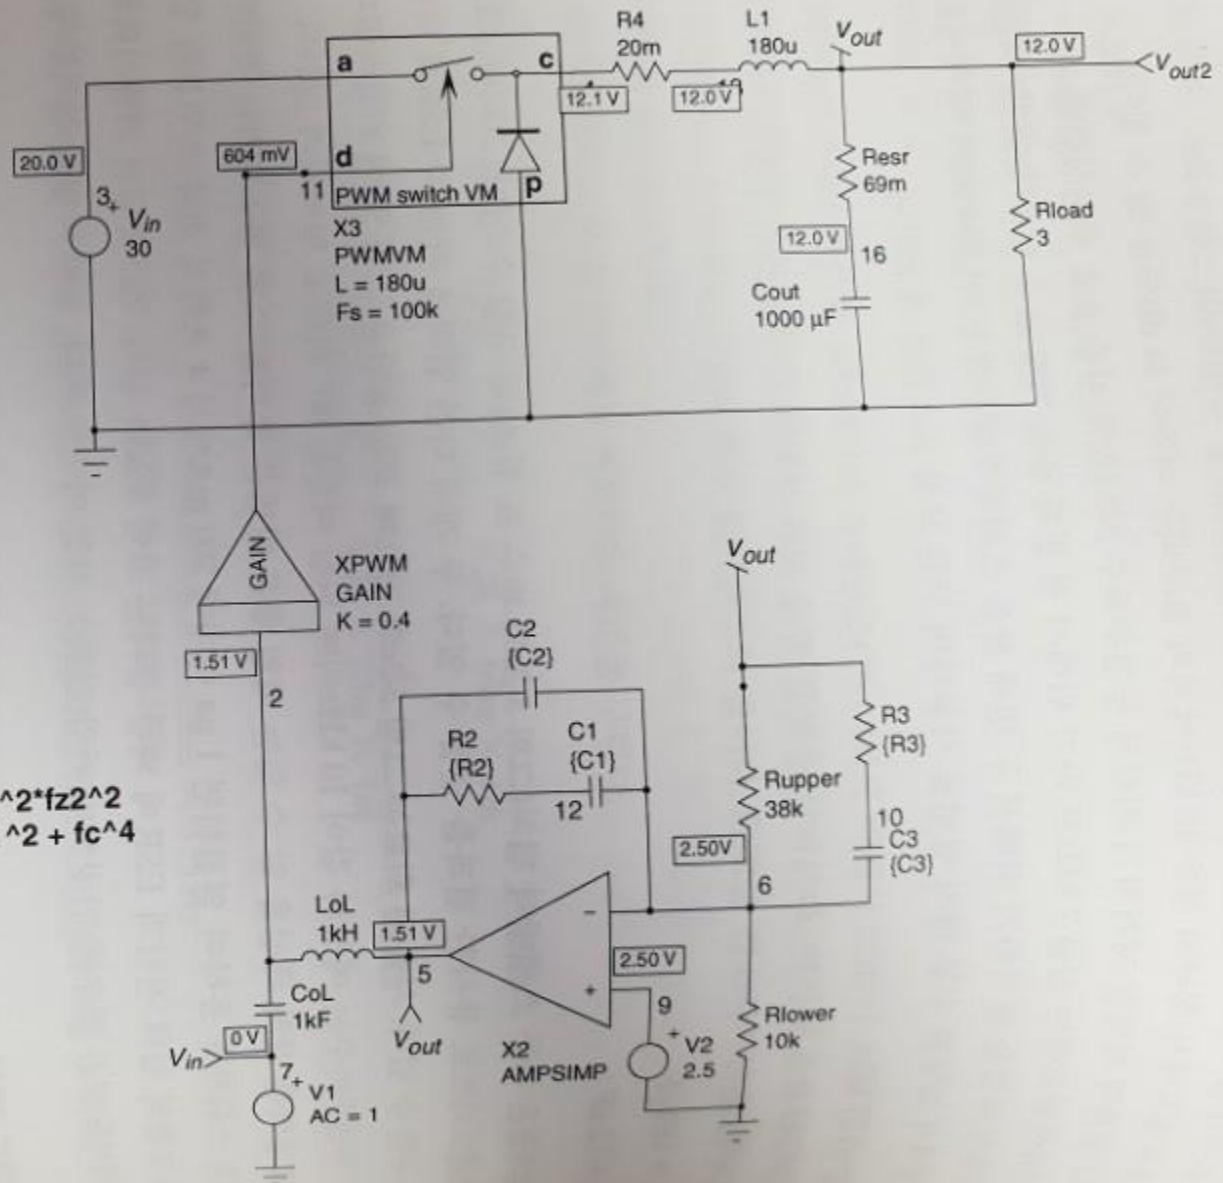 R4
20m
L1
180u
Vout
12.0 V
Vout2
a
c
12.1 V
12.0 V
20.0 V
604 mV
d
11
PWM switch VM
p
3
+
Vin
30
X3
PWMVM
L = 180u
Fs = 100k
Resr
69m
12.0 V
16
Cout
1000 µF
Rload
3
GAIN
XPWM
GAIN
K = 0.4
1.51 V
2
Vout
C2
{C2}
R2
{R2}
C1
{C1}
12
R3
{R3}
Rupper
38k
10
C3
{C3}
2.50V
6
^2*fz2^2
^2 + fc^4
LoL
1kH
1.51 V
5
−
2.50 V
+
9
CoL
1kF
0 V
Vin
7
+
V1
AC = 1
Vout
X2
AMPSIMP
+
V2
2.5
Rlower
10k